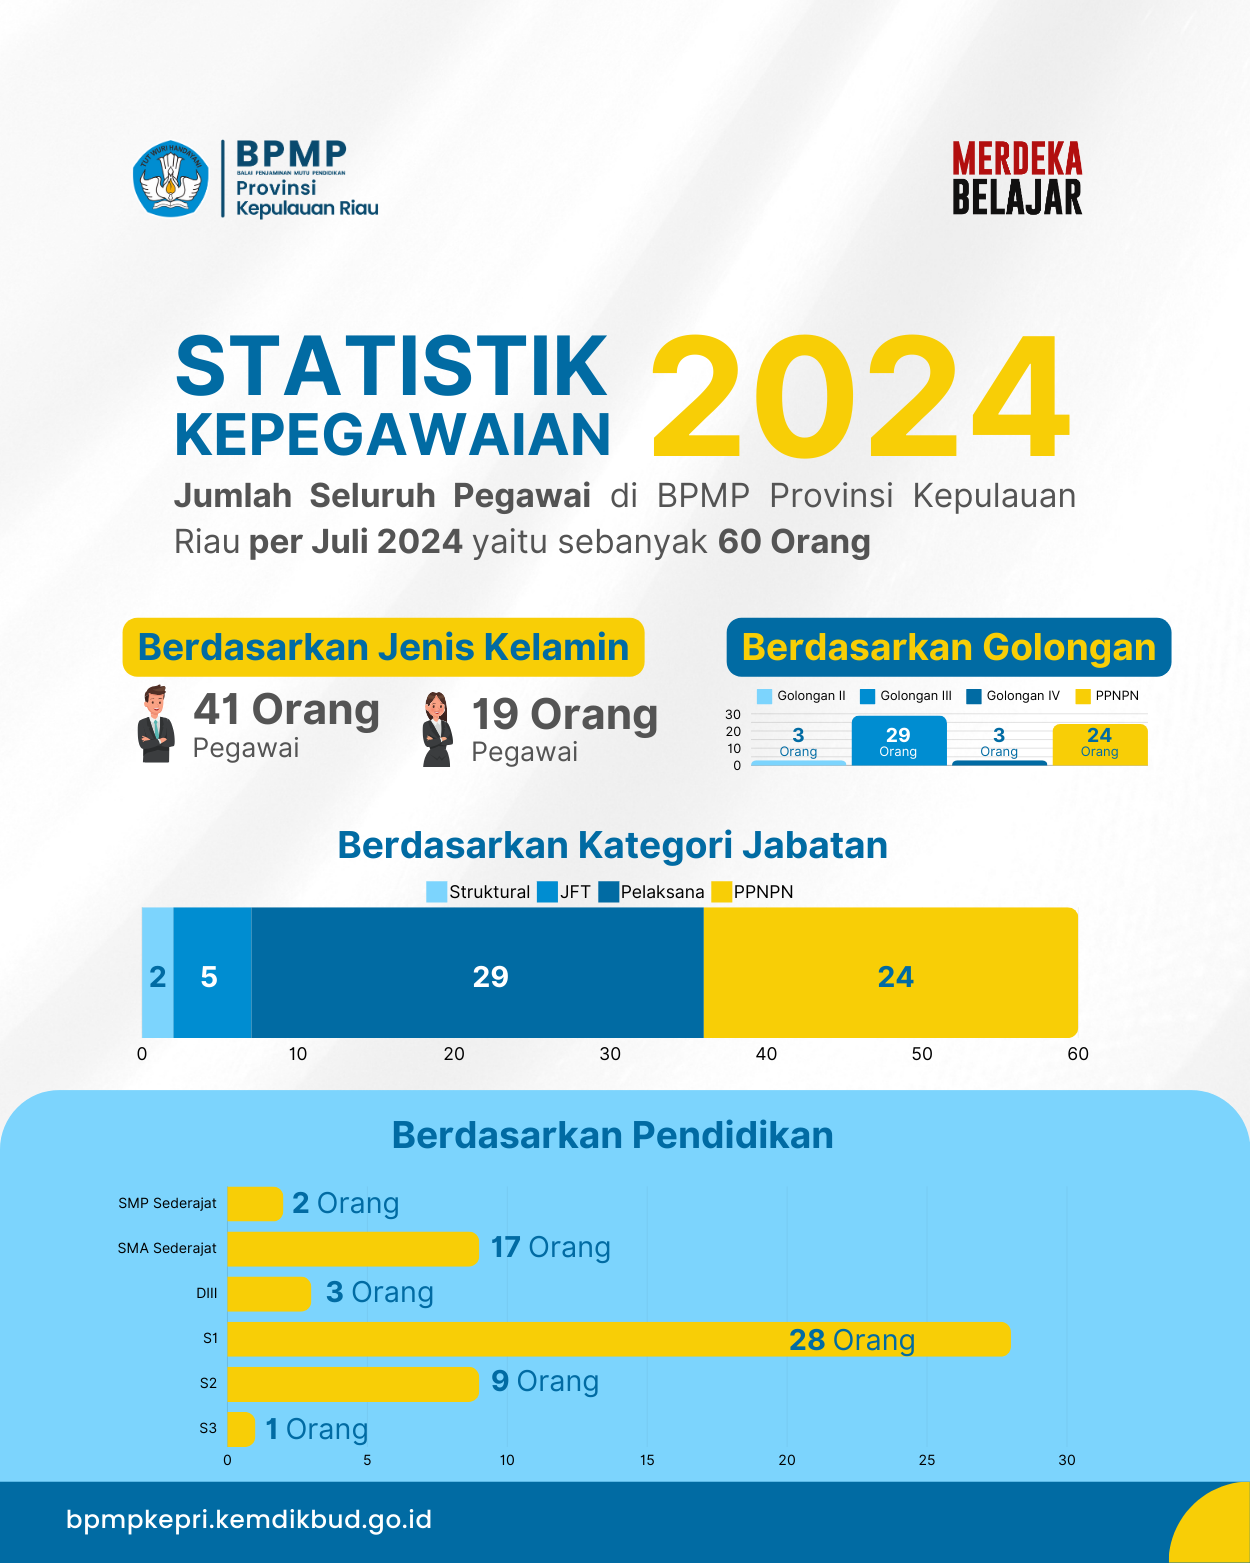 TUT WURI HANDAYANI
BPMP
BALAI PENJAMINAN MUTU PENDIDIKAN
Provinsi
Kepulauan Riau
MERDEKA
BELAJAR
STATISTIK
KEPEGAWAIAN
2024
Jumlah Seluruh Pegawai di BPMP Provinsi Kepulauan
Riau per Juli 2024 yaitu sebanyak 60 Orang
Berdasarkan Jenis Kelamin
41 Orang
Pegawai
19 Orang
Pegawai
Berdasarkan Golongan
Golongan II Golongan III Golongan IV PPNPN
30
20
10
0
3
Orang
29
Orang
3
Orang
24
Orang
Berdasarkan Kategori Jabatan
Struktural JFT Pelaksana PPNPN
2 5 29 24
0 10 20 30 40 50 60
Berdasarkan Pendidikan
SMP Sederajat 2 Orang
SMA Sederajat 17 Orang
DIII 3 Orang
S1 28 Orang
S2 9 Orang
S3 1 Orang
0 5 10 15 20 25 30
bpmpkepri.kemdikbud.go.id